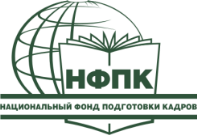 НФПК
НАЦИОНАЛЬНЫЙ ФОНД ПОДГОТОВКИ КАДРОВ